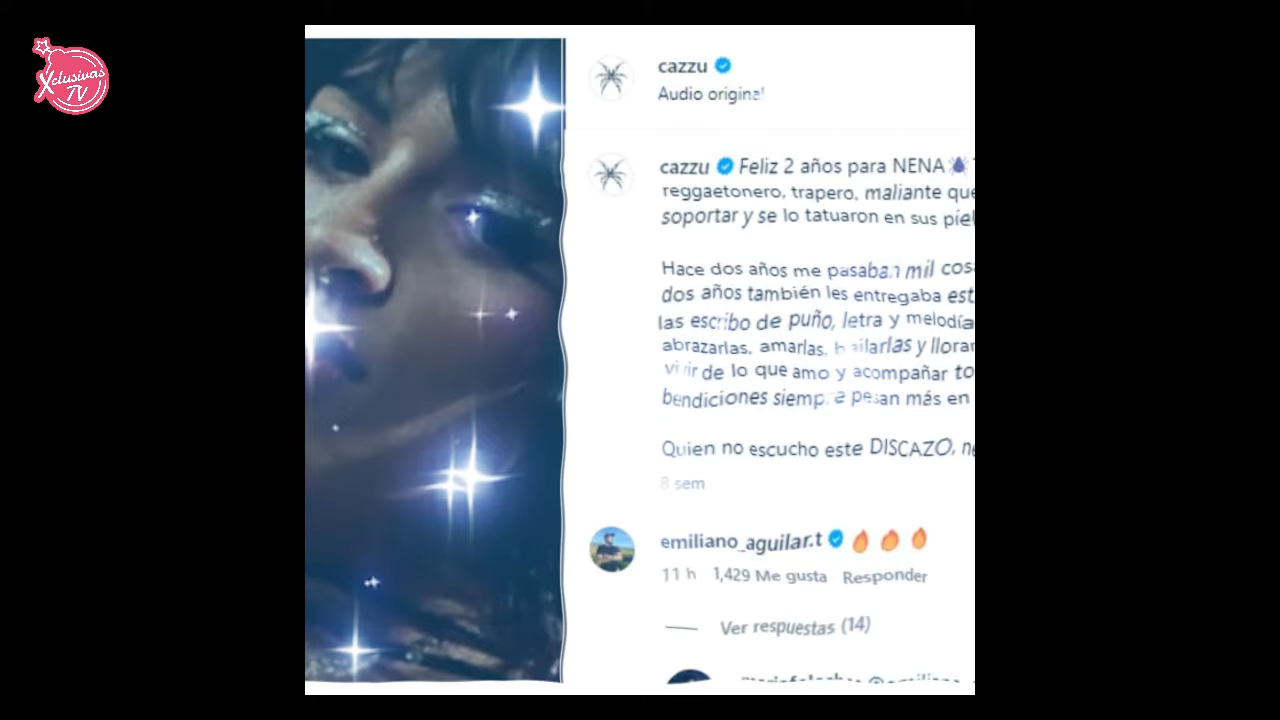 Xclusivas
TV
cazzu
Audio original
cazzu Feliz 2 años para NENA
reggaetonero, trapero, maliante que
soportar y se lo tatuaron en sus piel
Hace dos años me pasaban mil cosa
dos años también les entregaba est
las escribo de puño, letra y melodía
abrazarlas, amarlas, bailarlas y llorar
vivir de lo que amo y acompañar to
bendiciones siempre pesan más en
Quien no escucho este DISCAZO, ne
8 sem
emiliano_aguilar.t
11 h 1,429 Me gusta Responder
Ver respuestas (14)